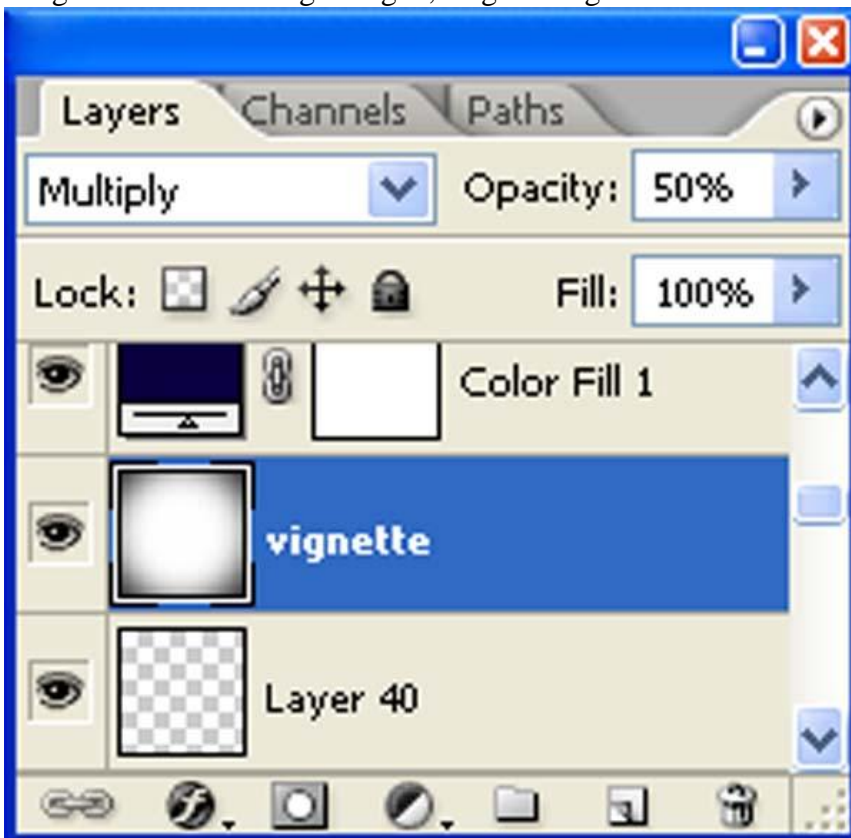 Layers Channels Paths
Multiply Opacity: 50%
Lock: Fill: 100%
Color Fill 1
vignette
Layer 40